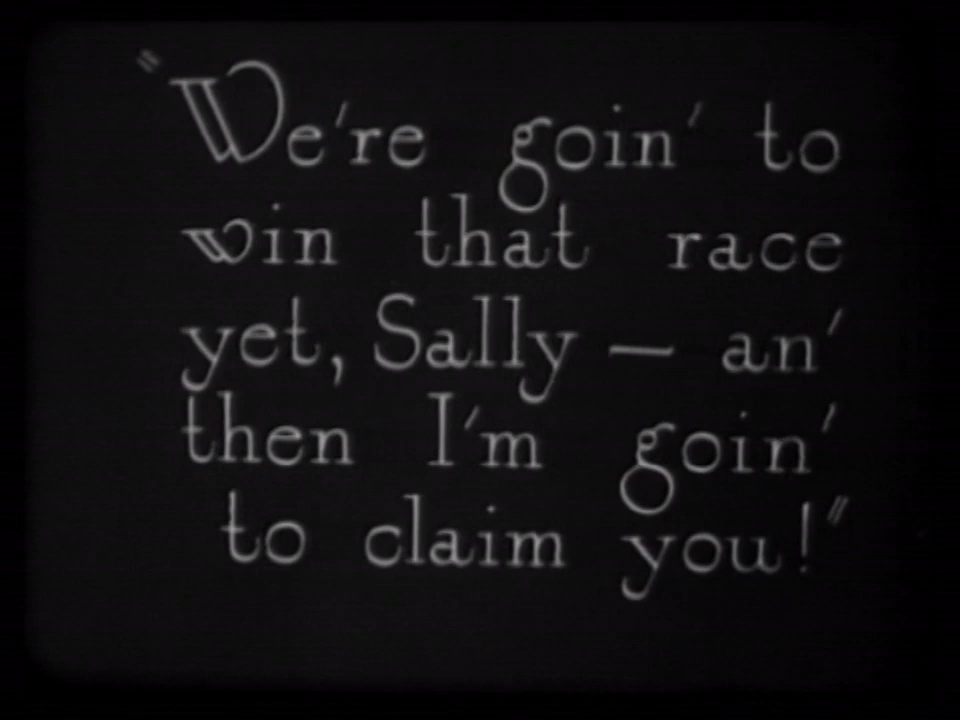 "We're goin' to
win that race
yet, Sally — an'
then I'm goin'
to claim you!"